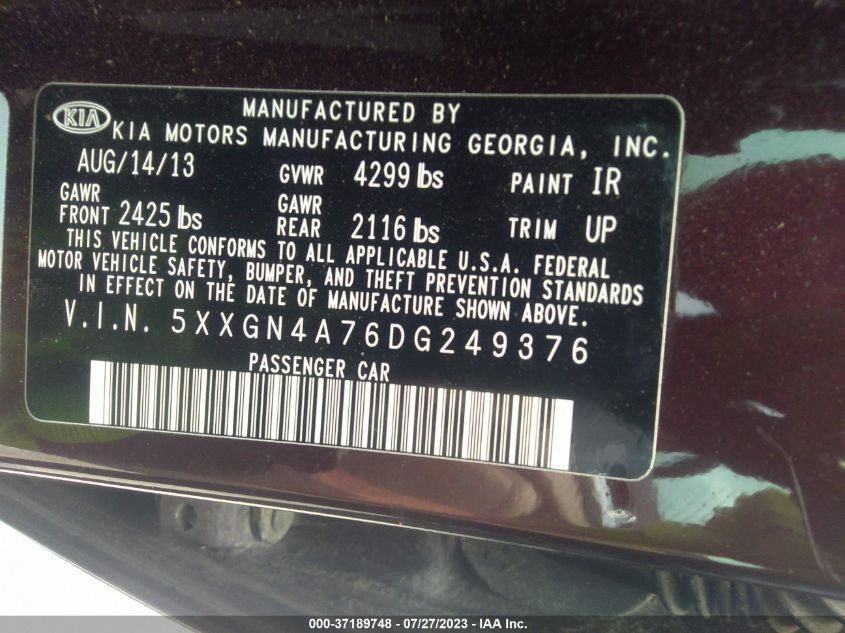 MANUFACTURED BY
KIA KIA MOTORS MANUFACTURING GEORGIA, INC.
AUG/14/13 GVWR 4299 lbs PAINT IR
GAWR FRONT 2425 lbs GAWR REAR 2116 lbs TRIM UP
THIS VEHICLE CONFORMS TO ALL APPLICABLE U.S.A. FEDERAL
MOTOR VEHICLE SAFETY, BUMPER, AND THEFT PREVENTION STANDARDS
IN EFFECT ON THE DATE OF MANUFACTURE SHOWN ABOVE.
V.I.N. 5XXGN4A76DG249376
PASSENGER CAR
000-37189748 / 07/27/2023 - IAA Inc.